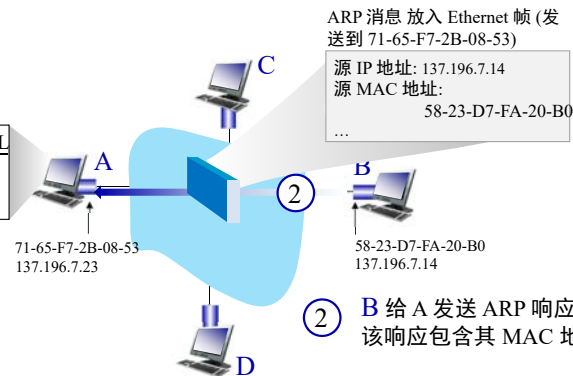 ARP 消息 放入 Ethernet 帧 (发
送到 71-65-F7-2B-08-53)
源 IP 地址: 137.196.7.14
源 MAC 地址:
58-23-D7-FA-20-B0
…
C
A
B
②
71-65-F7-2B-08-53
137.196.7.23
58-23-D7-FA-20-B0
137.196.7.14
② B 给 A 发送 ARP 响应
该响应包含其 MAC 地
D